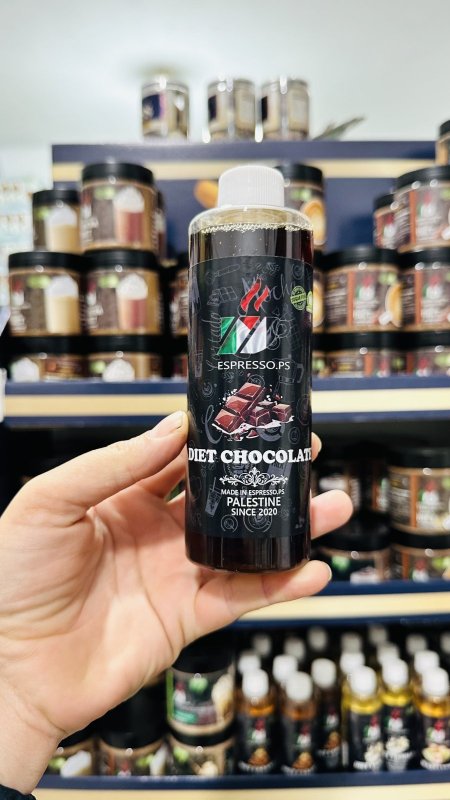 ESPRESSO.PS
DIET CHOCOLATE
MADE IN ESPRESSO.PS
PALESTINE
SINCE 2020